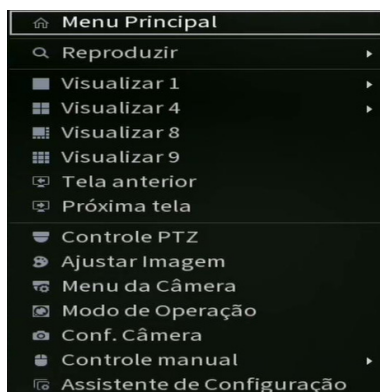 Menu Principal
Reproduzir
Visualizar 1
Visualizar 4
Visualizar 8
Visualizar 9
Tela anterior
Próxima tela
Controle PTZ
Ajustar Imagem
Menu da Câmera
Modo de Operação
Conf. Câmera
Controle manual
Assistente de Configuração